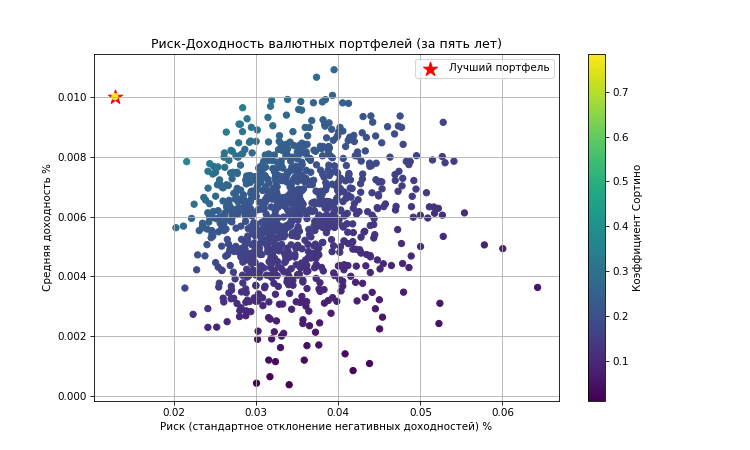 Риск-Доходность валютных портфелей (за пять лет)
Лучший портфель
0.010
0.008
0.006
0.004
0.002
0.000
Средняя доходность %
0.02 0.03 0.04 0.05 0.06
Риск (стандартное отклонение негативных доходностей) %
0.7
0.6
0.5
0.4
0.3
0.2
0.1
Коэффициент Сортино